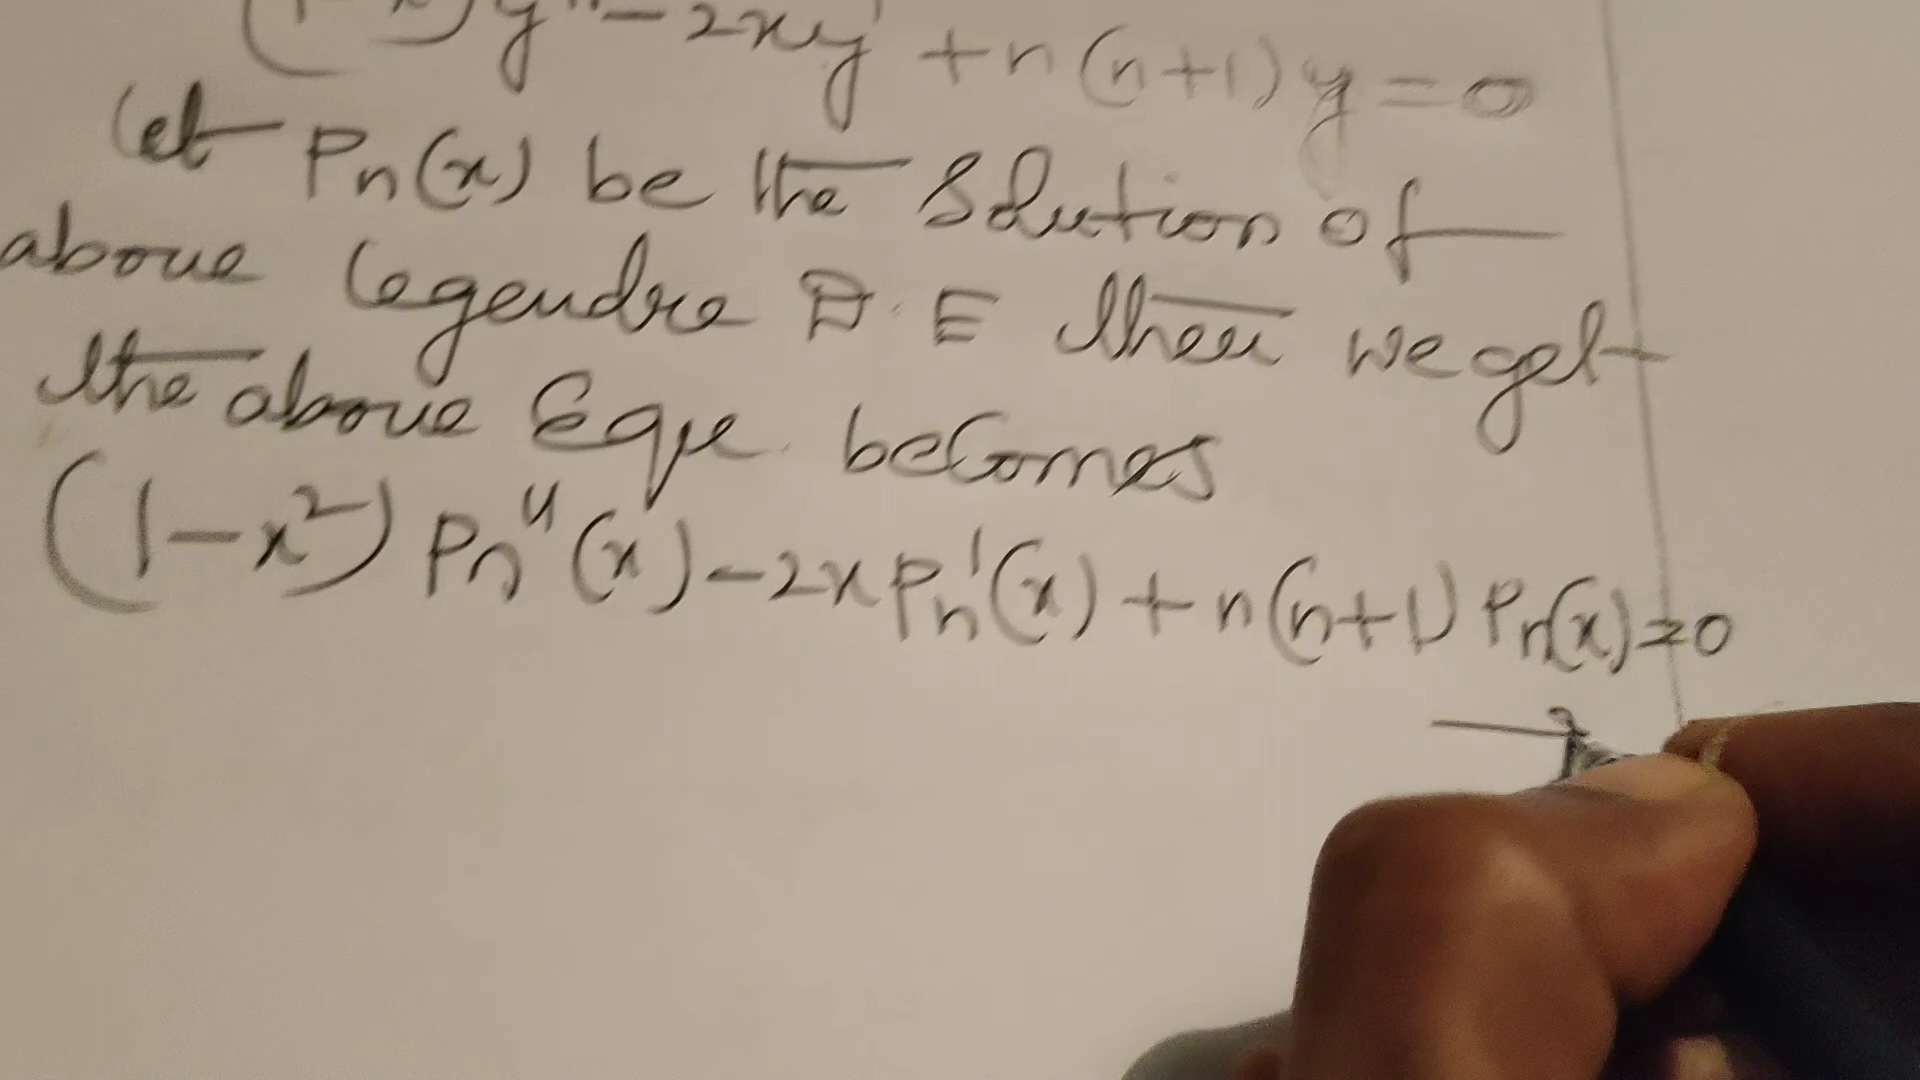 (1-x²)y'' - 2xy' + n(n+1)y = 0
Let Pn(x) be the Solution of
above Legendre D.E then we get
the above Eqn becomes
(1-x²) Pn''(x) - 2xPn'(x) + n(n+1) Pn(x) = 0
→